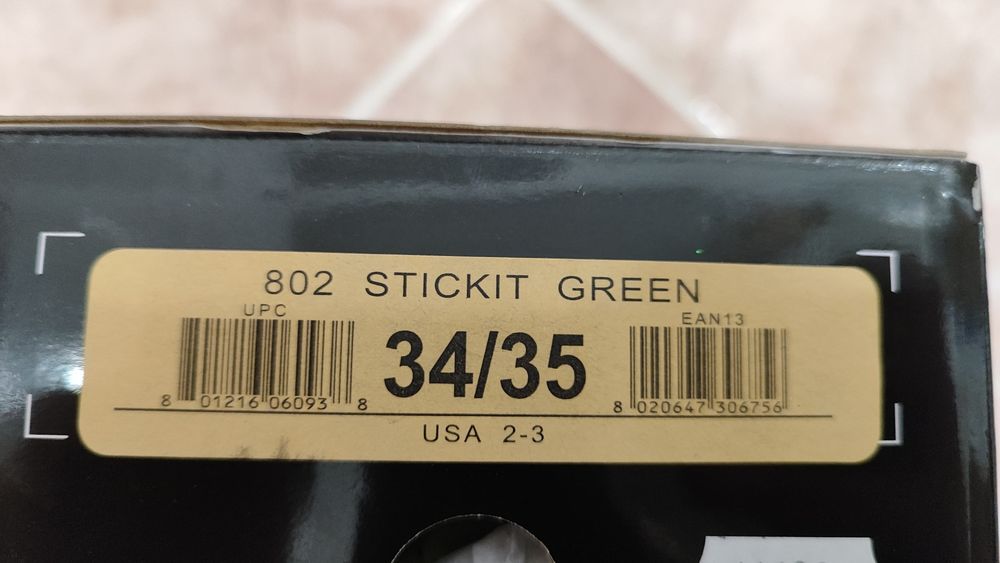 802 STICKIT GREEN
UPC
EAN13
34/35
8 01216 06093 8
8 020647 306756
USA 2-3